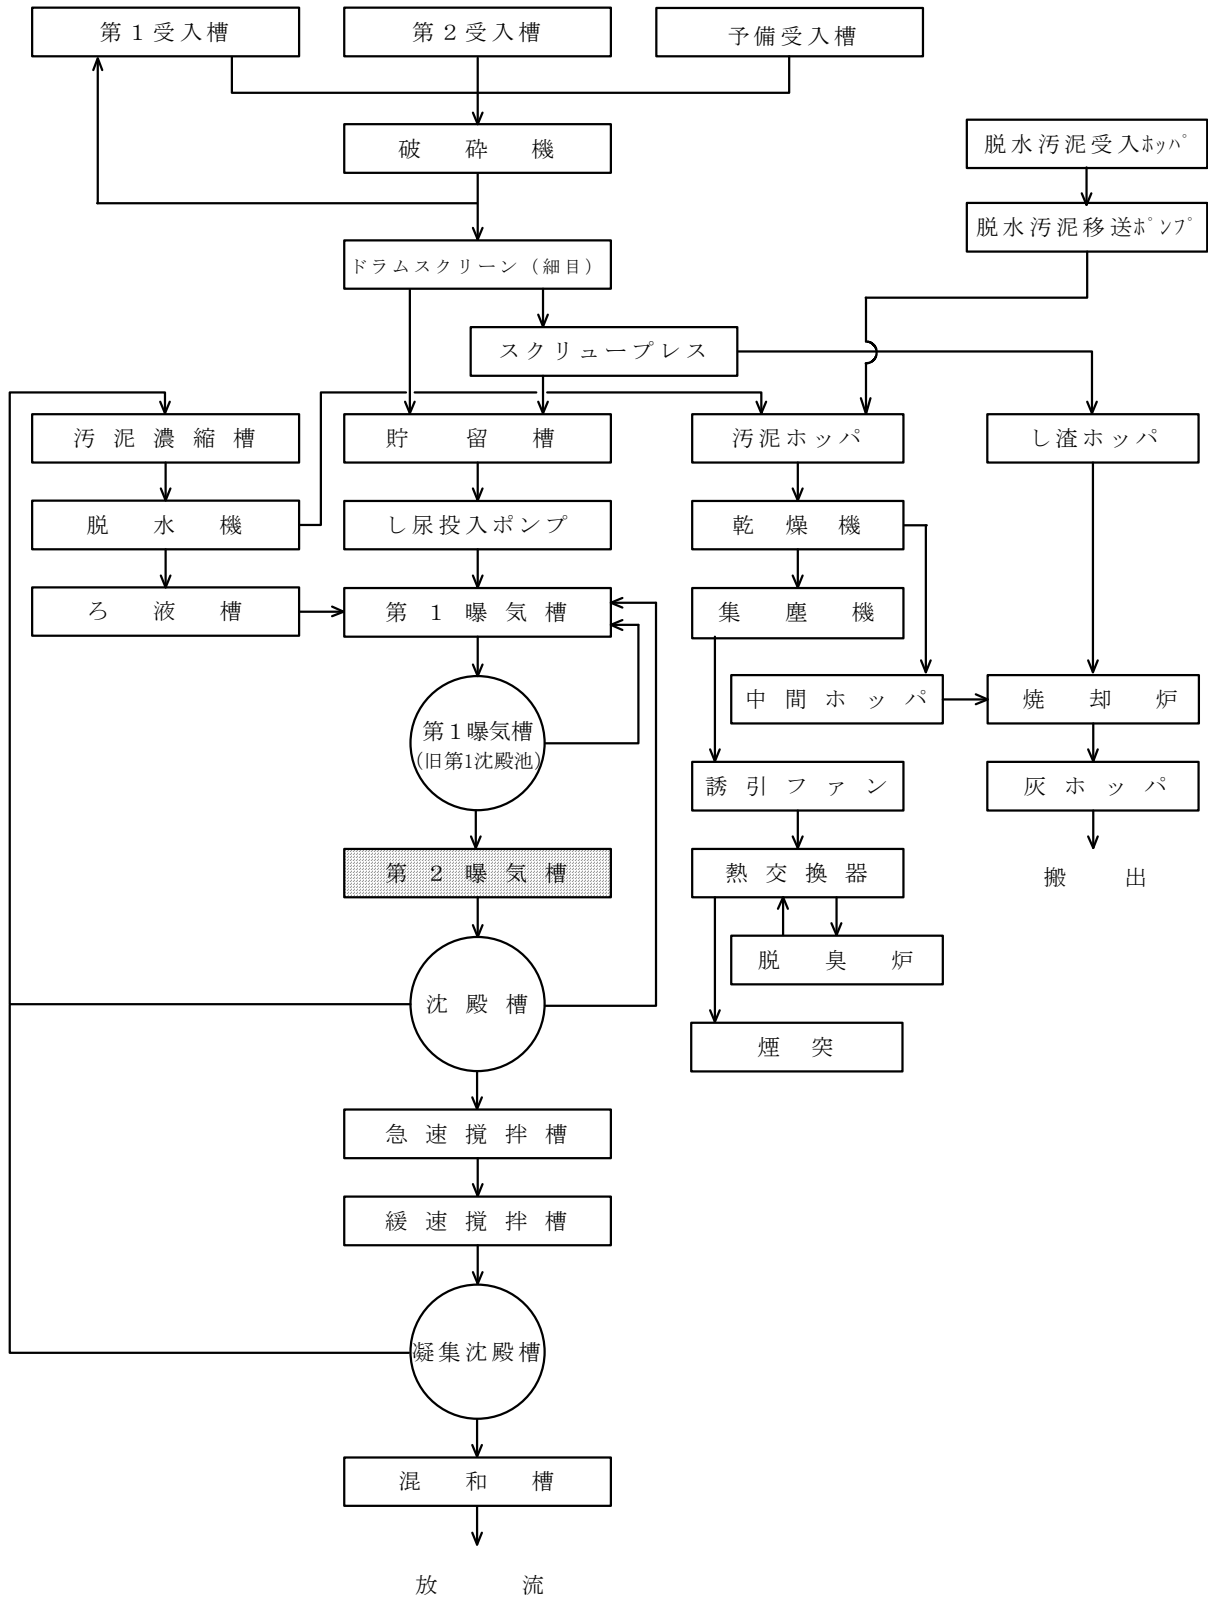 第１受入槽
第２受入槽
予備受入槽
破砕機
脱水汚泥受入ﾎｯﾊﾟ
脱水汚泥移送ﾎﾟﾝﾌﾟ
ドラムスクリーン（細目）
スクリュープレス
汚泥濃縮槽
貯留槽
汚泥ホッパ
し渣ホッパ
脱水機
し尿投入ポンプ
乾燥機
ろ液槽
第１曝気槽
集塵機
中間ホッパ
焼却炉
第１曝気槽
(旧第1沈殿池)
誘引ファン
灰ホッパ
第２曝気槽
熱交換器
搬出
脱臭炉
沈殿槽
煙突
急速撹拌槽
緩速撹拌槽
凝集沈殿槽
混和槽
放流